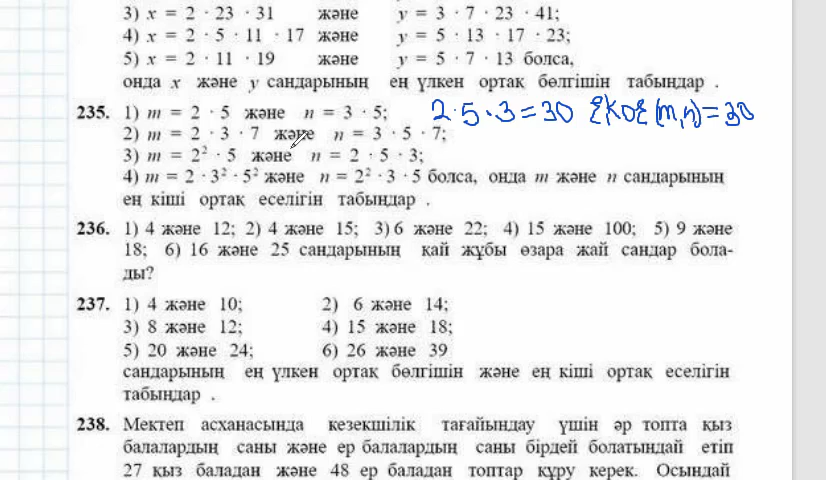 3) x = 2 · 23 · 31 және y = 3 · 7 · 23 · 41;
4) x = 2 · 5 · 11 · 17 және y = 5 · 13 · 17 · 23;
5) x = 2 · 11 · 19 және y = 5 · 7 · 13 болса,
онда x және y сандарының ең үлкен ортақ бөлгішін табыңдар .
235. 1) m = 2 · 5 және n = 3 · 5; 2 · 5 · 3 = 30 ЕКОЕ (m,n) = 30
2) m = 2 · 3 · 7 және n = 3 · 5 · 7;
3) m = 2² · 5 және n = 2 · 5 · 3;
4) m = 2 · 3² · 5² және n = 2² · 3 · 5 болса, онда m және n сандарының
ең кіші ортақ еселігін табыңдар .
236. 1) 4 және 12; 2) 4 және 15; 3) 6 және 22; 4) 15 және 100; 5) 9 және
18; 6) 16 және 25 сандарының қай жұбы өзара жай сандар бола-
ды?
237. 1) 4 және 10; 2) 6 және 14;
3) 8 және 12; 4) 15 және 18;
5) 20 және 24; 6) 26 және 39
сандарының ең үлкен ортақ бөлгішін және ең кіші ортақ еселігін
табыңдар .
238. Мектеп асханасында кезекшілік тағайындау үшін әр топта қыз
балалардың саны және ер балалардың саны бірдей болатындай етіп
27 қыз баладан және 48 ер баладан топтар құру керек. Осындай